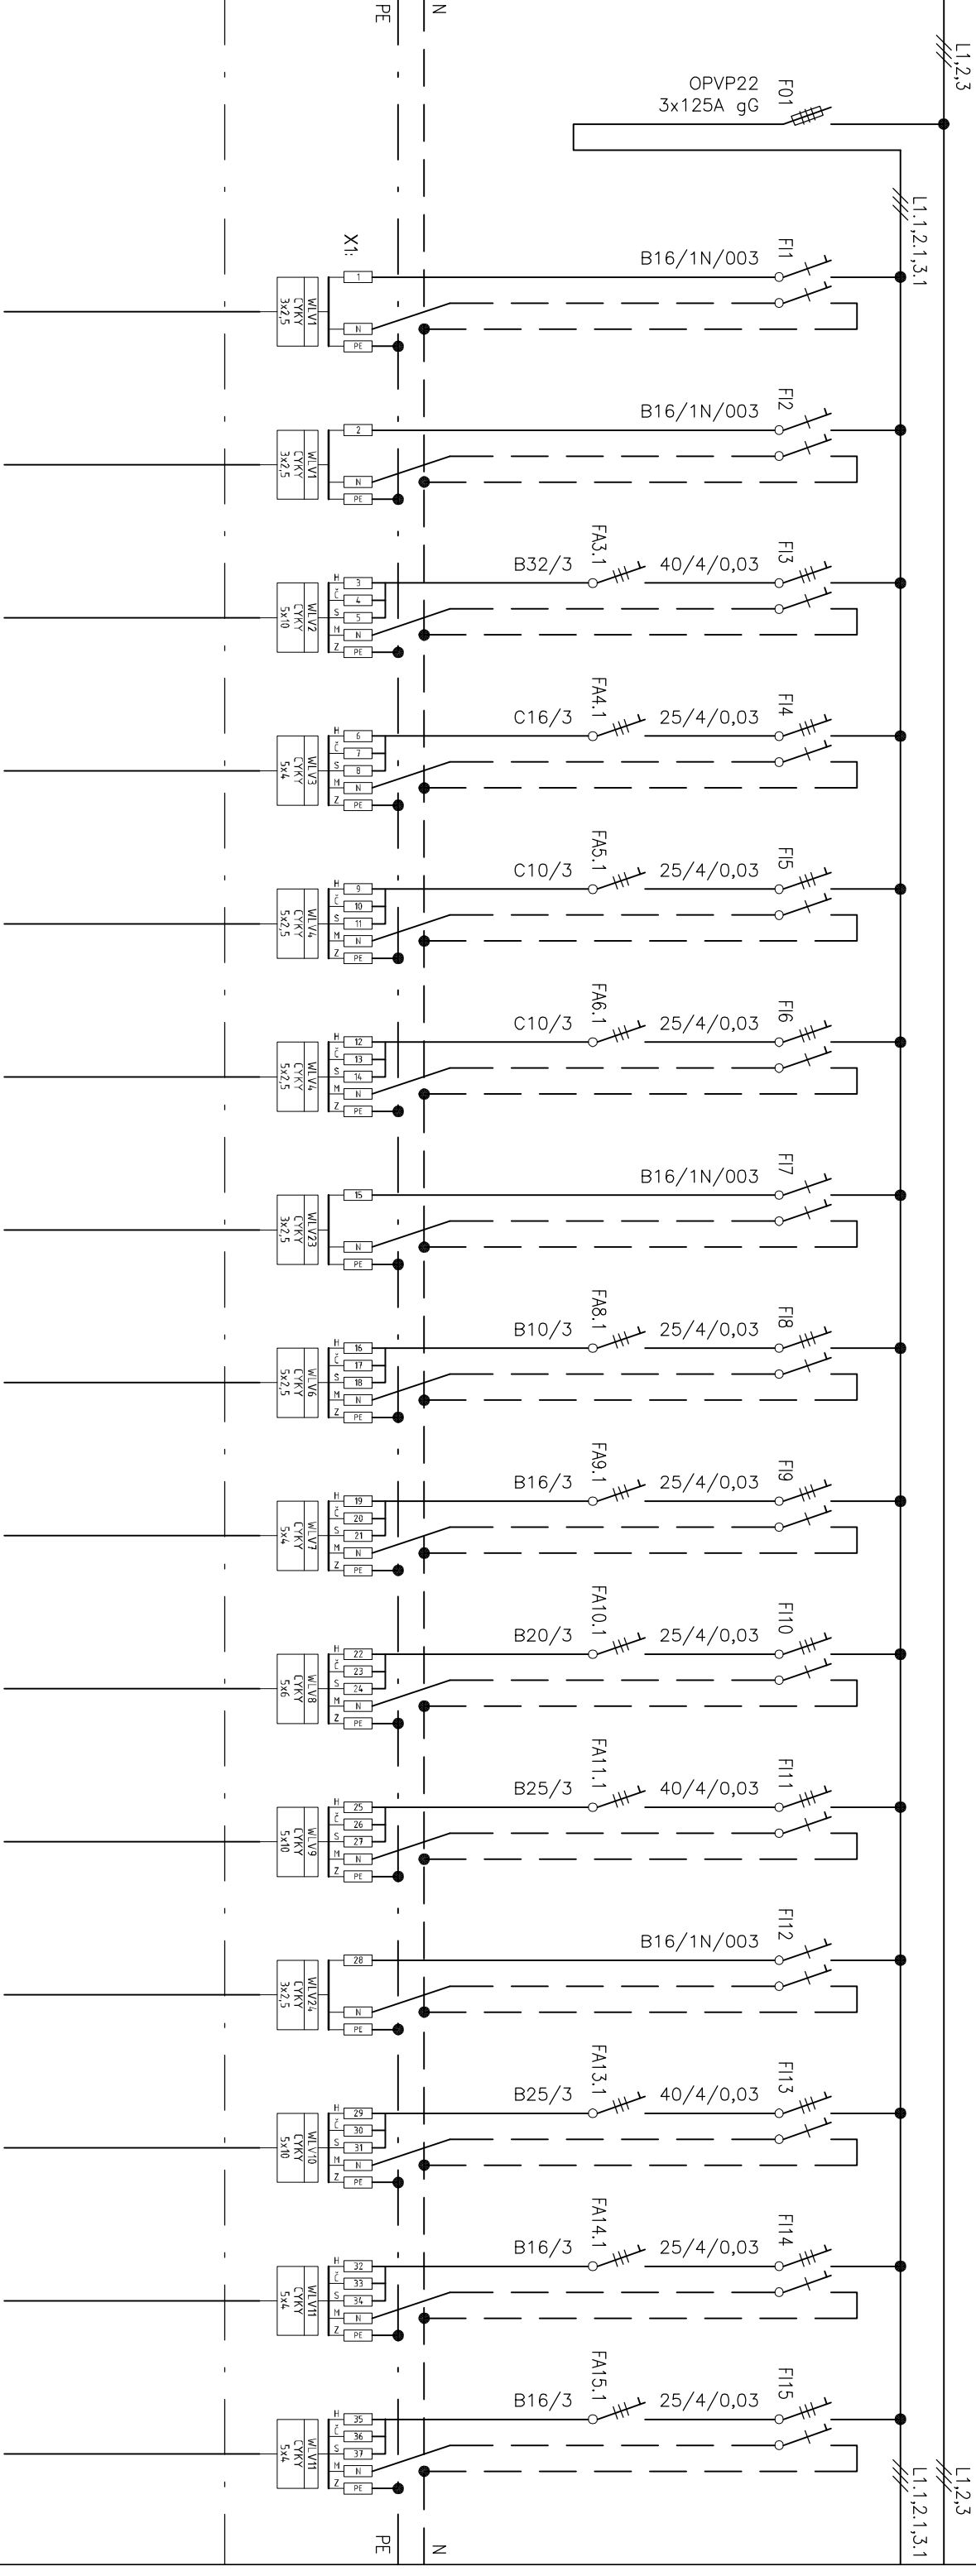 L1,2,3
N
PE
F01
OPVP22
3x125A gG
L1.1,2.1,3.1
X1:
FI1
B16/1N/003
1
N
PE
WLV1
CYKY
3x2,5
FI2
B16/1N/003
2
N
PE
WLV1
CYKY
3x2,5
FI3
40/4/0,03
FA3.1
B32/3
H 3
Č 4
S 5
M N
Z PE
WLV2
CYKY
5x10
FI4
25/4/0,03
FA4.1
C16/3
H 6
Č 7
S 8
M N
Z PE
WLV3
CYKY
5x4
FI5
25/4/0,03
FA5.1
C10/3
H 9
Č 10
S 11
M N
Z PE
WLV4
CYKY
5x2,5
FI6
25/4/0,03
FA6.1
C10/3
H 12
Č 13
S 14
M N
Z PE
WLV4
CYKY
5x2,5
FI7
B16/1N/003
15
N
PE
WLV23
CYKY
3x2,5
FI8
25/4/0,03
FA8.1
B10/3
H 16
Č 17
S 18
M N
Z PE
WLV6
CYKY
5x2,5
FI9
25/4/0,03
FA9.1
B16/3
H 19
Č 20
S 21
M N
Z PE
WLV7
CYKY
5x4
FI10
25/4/0,03
FA10.1
B20/3
H 22
Č 23
S 24
M N
Z PE
WLV8
CYKY
5x6
FI11
40/4/0,03
FA11.1
B25/3
H 25
Č 26
S 27
M N
Z PE
WLV9
CYKY
5x10
FI12
B16/1N/003
28
N
PE
WLV24
CYKY
3x2,5
FI13
40/4/0,03
FA13.1
B25/3
H 29
Č 30
S 31
M N
Z PE
WLV10
CYKY
5x10
FI14
25/4/0,03
FA14.1
B16/3
H 32
Č 33
S 34
M N
Z PE
WLV11
CYKY
5x4
FI15
25/4/0,03
FA15.1
B16/3
H 35
Č 36
S 37
M N
Z PE
WLV11
CYKY
5x4
L1,2,3
L1.1,2.1,3.1
N
PE